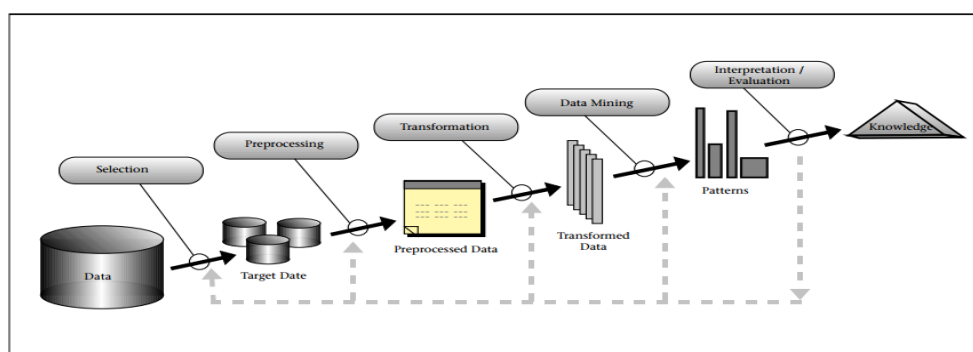 Interpretation /
Evaluation
Data Mining
Transformation
Preprocessing
Selection
Data
Target Date
Preprocessed Data
Transformed
Data
Patterns
Knowledge